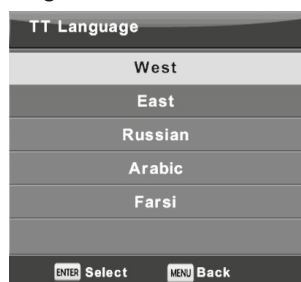 TT Language
West
East
Russian
Arabic
Farsi
ENTER Select MENU Back